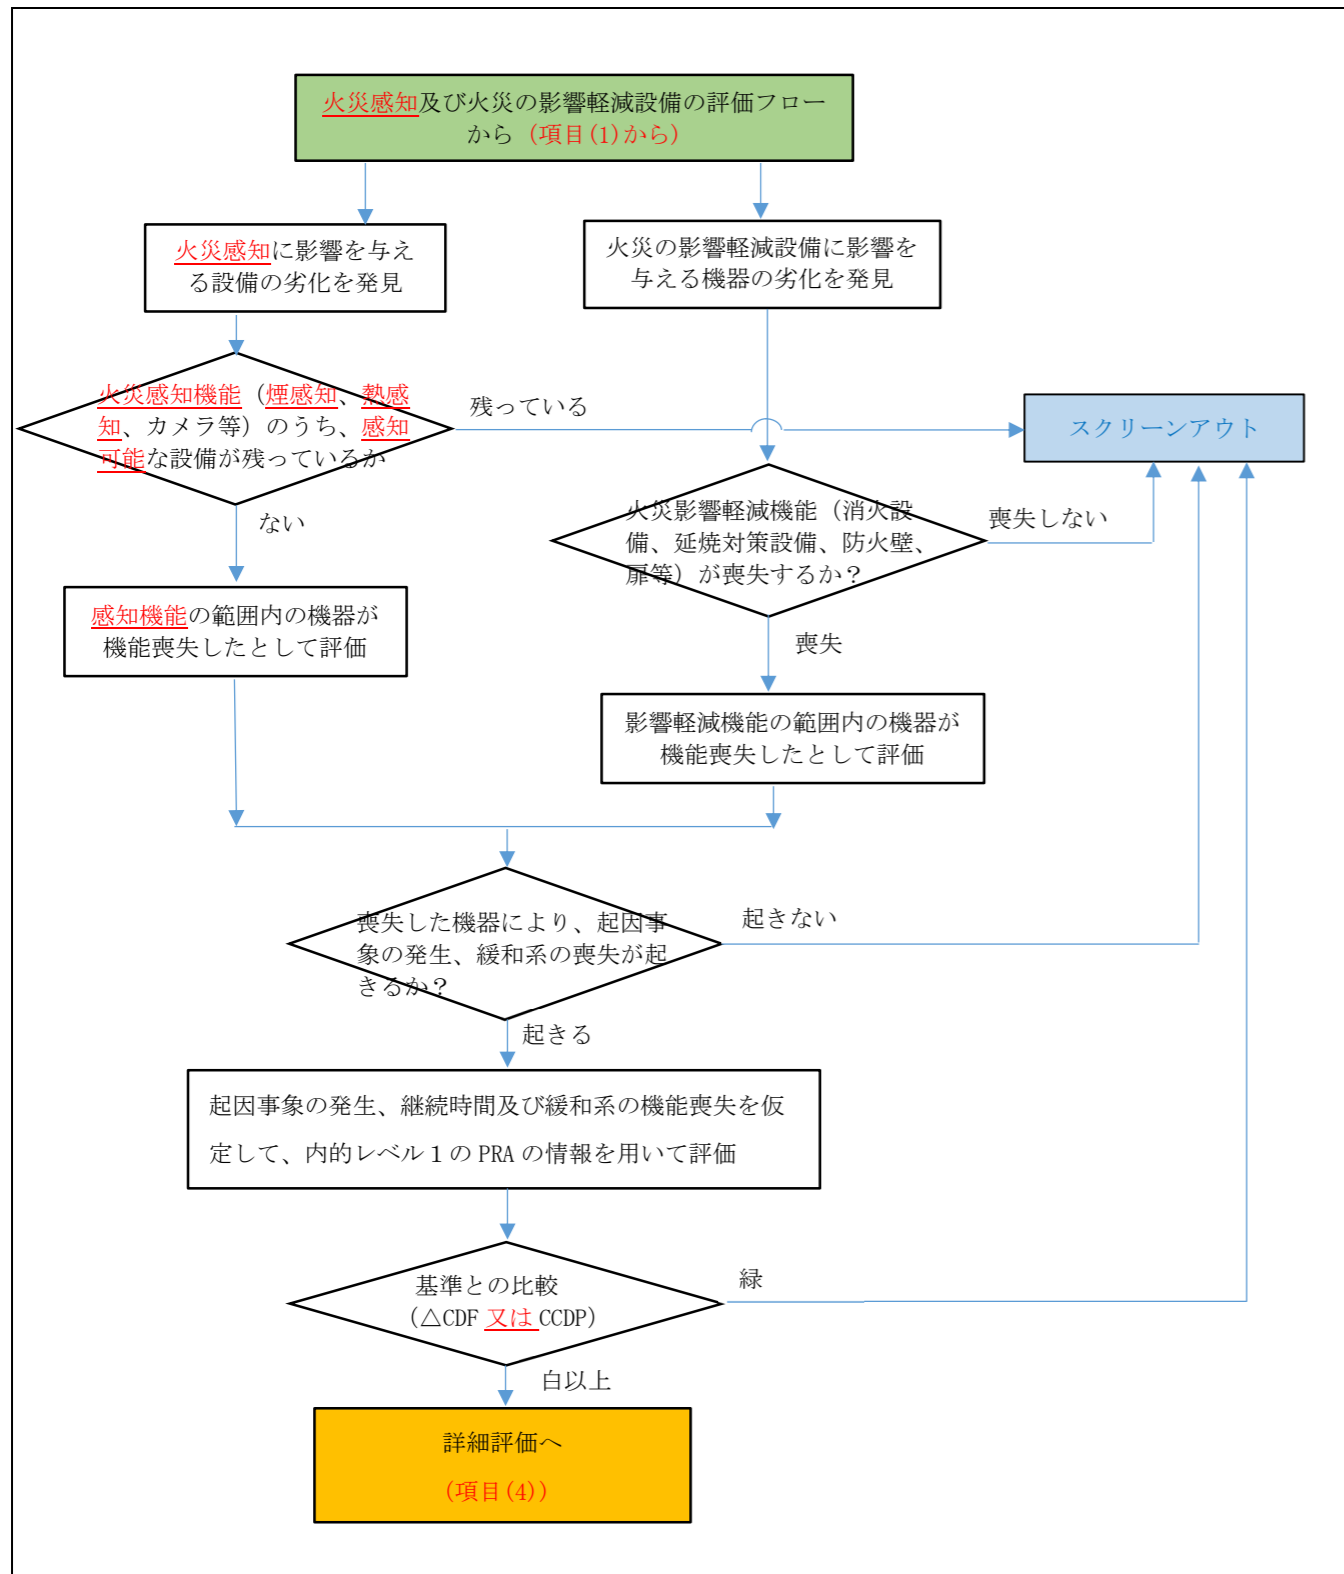 火災感知及び火災の影響軽減設備の評価フロー
から（項目(1)から）
火災感知に影響を与え
る設備の劣化を発見
火災の影響軽減設備に影響を
与える機器の劣化を発見
火災感知機能（煙感知、熱感
知、カメラ等）のうち、感知
可能な設備が残っているか
残っている
スクリーンアウト
ない
火災影響軽減機能（消火設
備、延焼対策設備、防火壁、
扉等）が喪失するか？
喪失しない
感知機能の範囲内の機器が
機能喪失したとして評価
喪失
影響軽減機能の範囲内の機器が
機能喪失したとして評価
喪失した機器により、起因事
象の発生、緩和系の喪失が起
きるか？
起きない
起きる
起因事象の発生、継続時間及び緩和系の機能喪失を仮
定して、内的レベル１の PRA の情報を用いて評価
基準との比較
（△CDF 又は CCDP）
緑
白以上
詳細評価へ
（項目(4)）